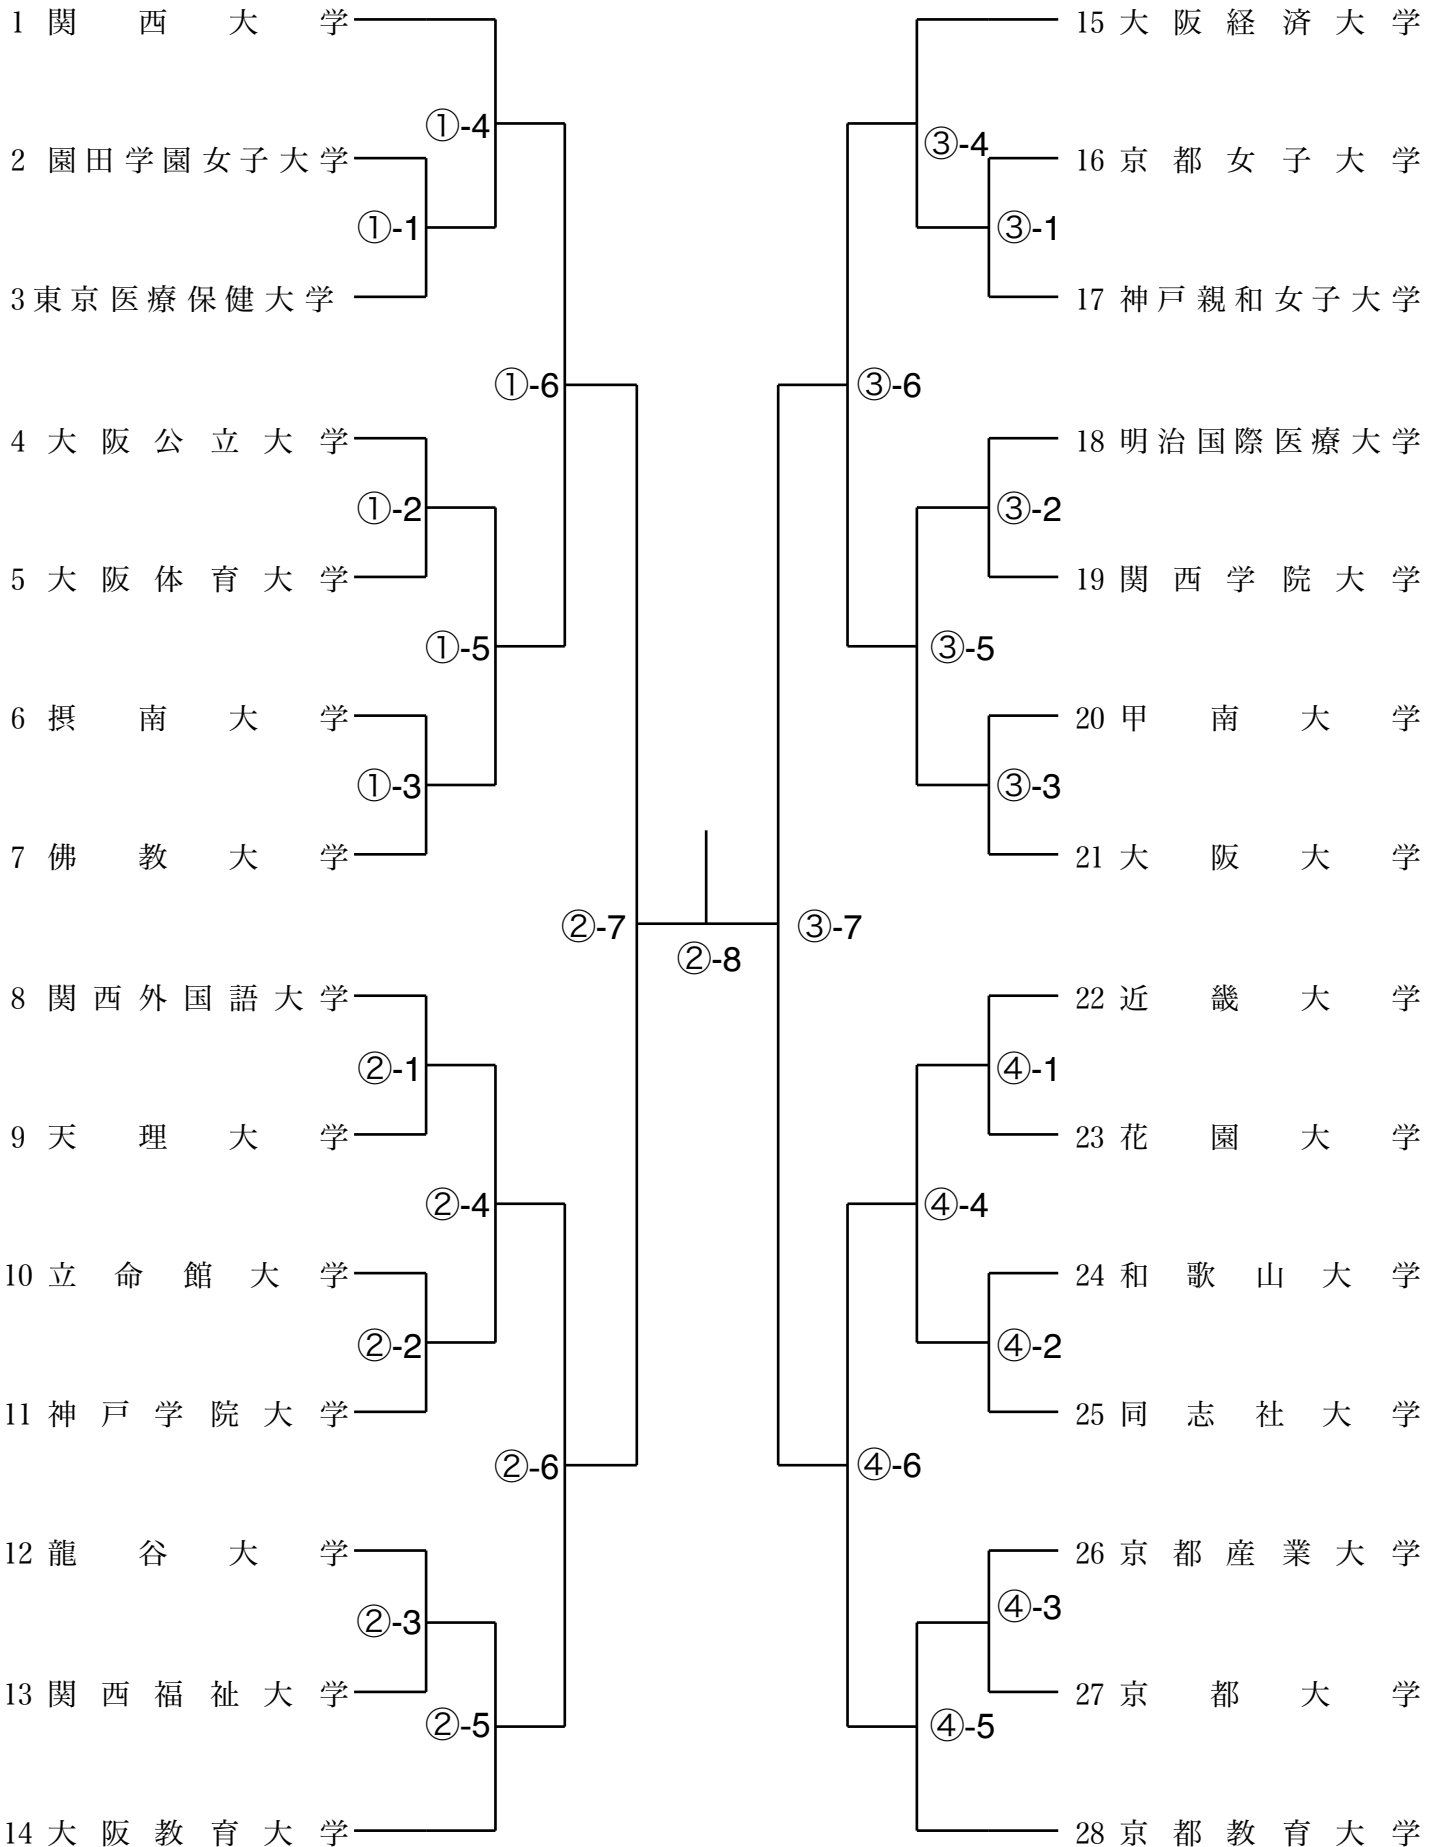 1 関西大学
①-4
2 園田学園女子大学
①-1
3 東京医療保健大学
①-6
4 大阪公立大学
①-2
5 大阪体育大学
①-5
6 摂南大学
①-3
7 佛教大学
②-7
8 関西外国語大学
②-1
9 天理大学
②-4
10 立命館大学
②-2
11 神戸学院大学
②-6
12 龍谷大学
②-3
13 関西福祉大学
②-5
14 大阪教育大学
②-8
15 大阪経済大学
③-4
16 京都女子大学
③-1
17 神戸親和女子大学
③-6
18 明治国際医療大学
③-2
19 関西学院大学
③-5
20 甲南大学
③-3
21 大阪大学
③-7
22 近畿大学
④-1
23 花園大学
④-4
24 和歌山大学
④-2
25 同志社大学
④-6
26 京都産業大学
④-3
27 京都大学
④-5
28 京都教育大学